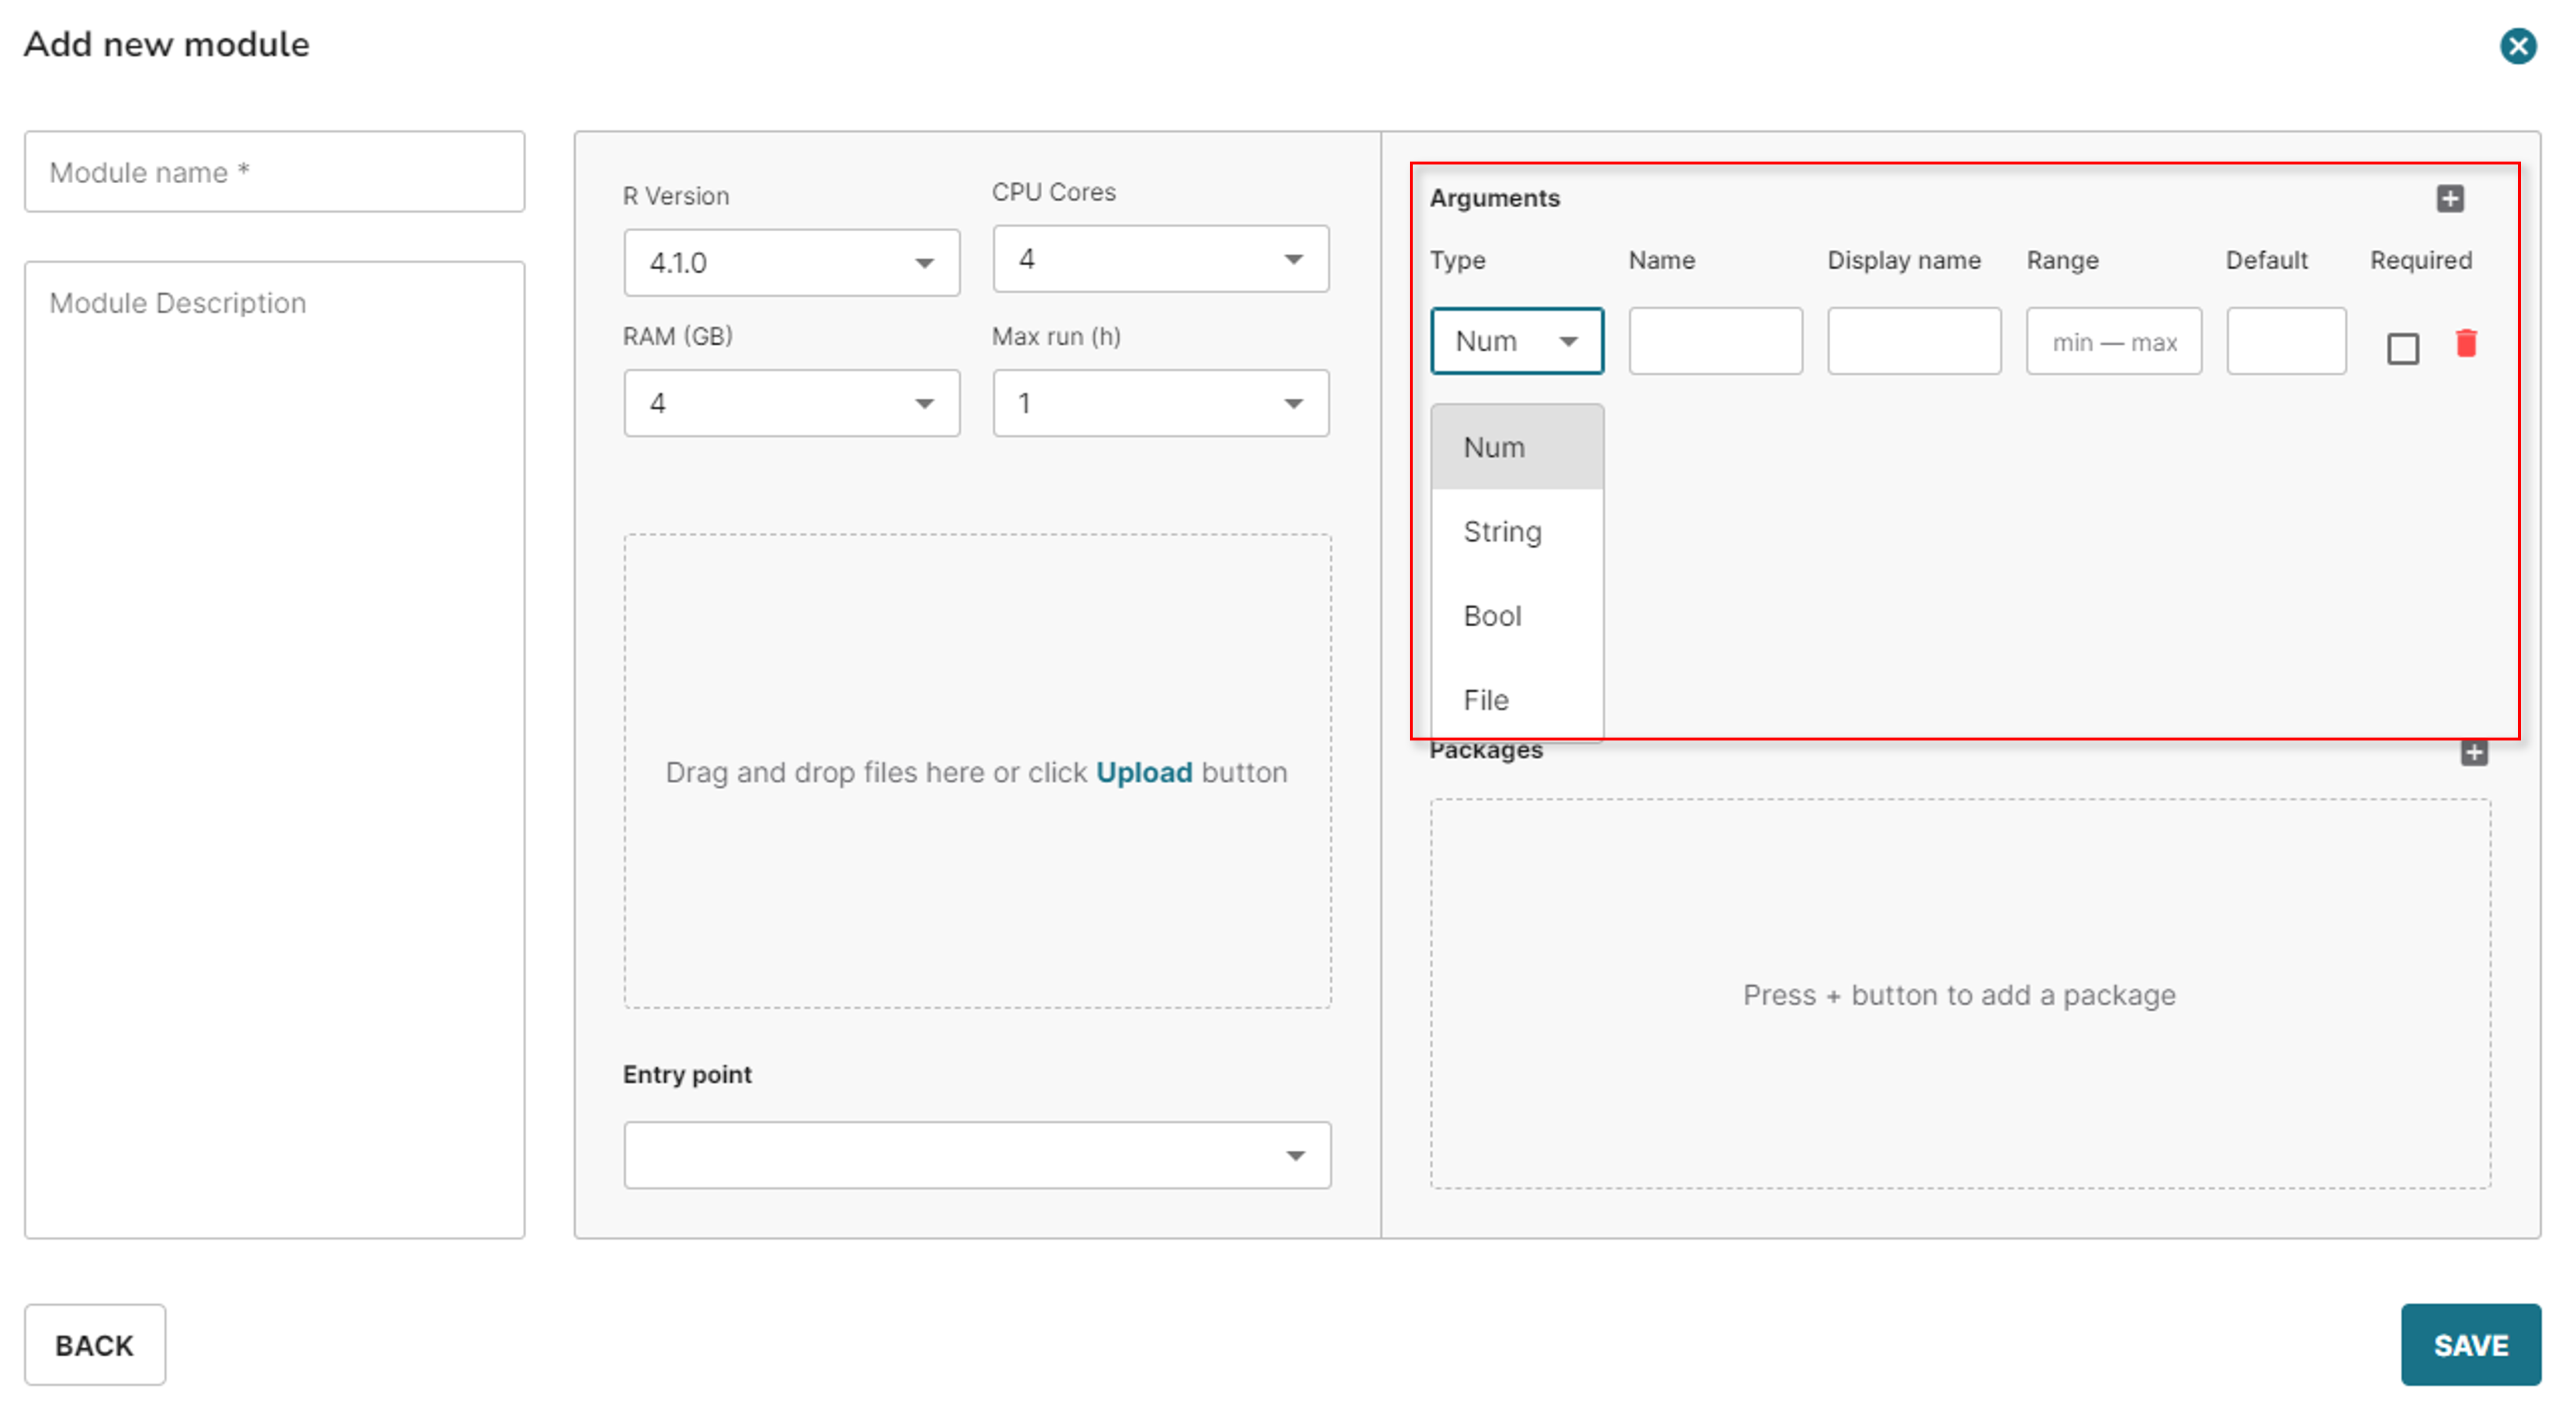 Add new module
Module name *
Module Description
R Version
CPU Cores
4.1.0
4
RAM (GB)
Max run (h)
4
1
Drag and drop files here or click Upload button
Entry point
Arguments
Type Name Display name Range Default Required
Num
min — max
Num
String
Bool
File
Packages
Press + button to add a package
BACK
SAVE